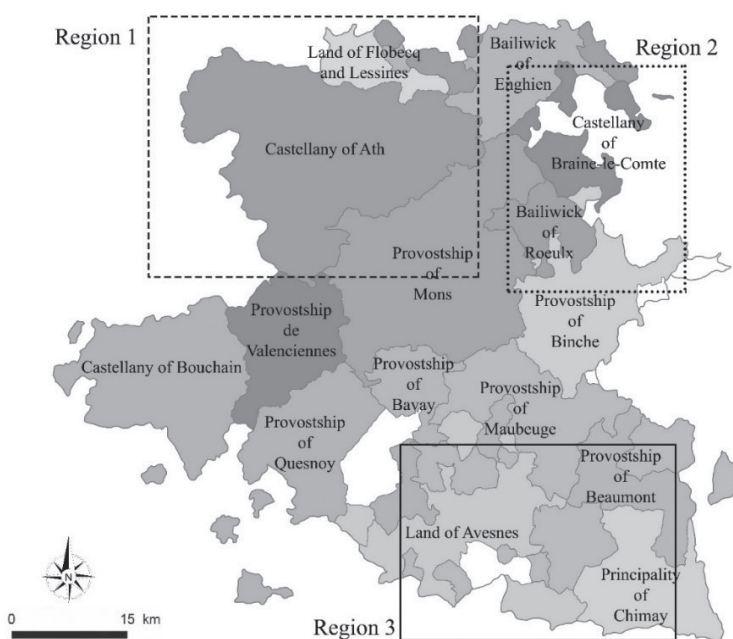 Region 1
Land of Flobecq
and Lessines
Bailiwick
of
Enghien
Region 2
Castellany
of
Braine-le-Comte
Castellany of Ath
Bailiwick
of
Roeulx
Provostship
of
Mons
Provostship
of
Binche
Provostship
de
Valenciennes
Castellany of Bouchain
Provostship
of
Bavay
Provostship
of
Maubeuge
Provostship
of
Quesnoy
Provostship
of
Beaumont
Land of Avesnes
Principality
of
Chimay
Region 3
N
0 15 km